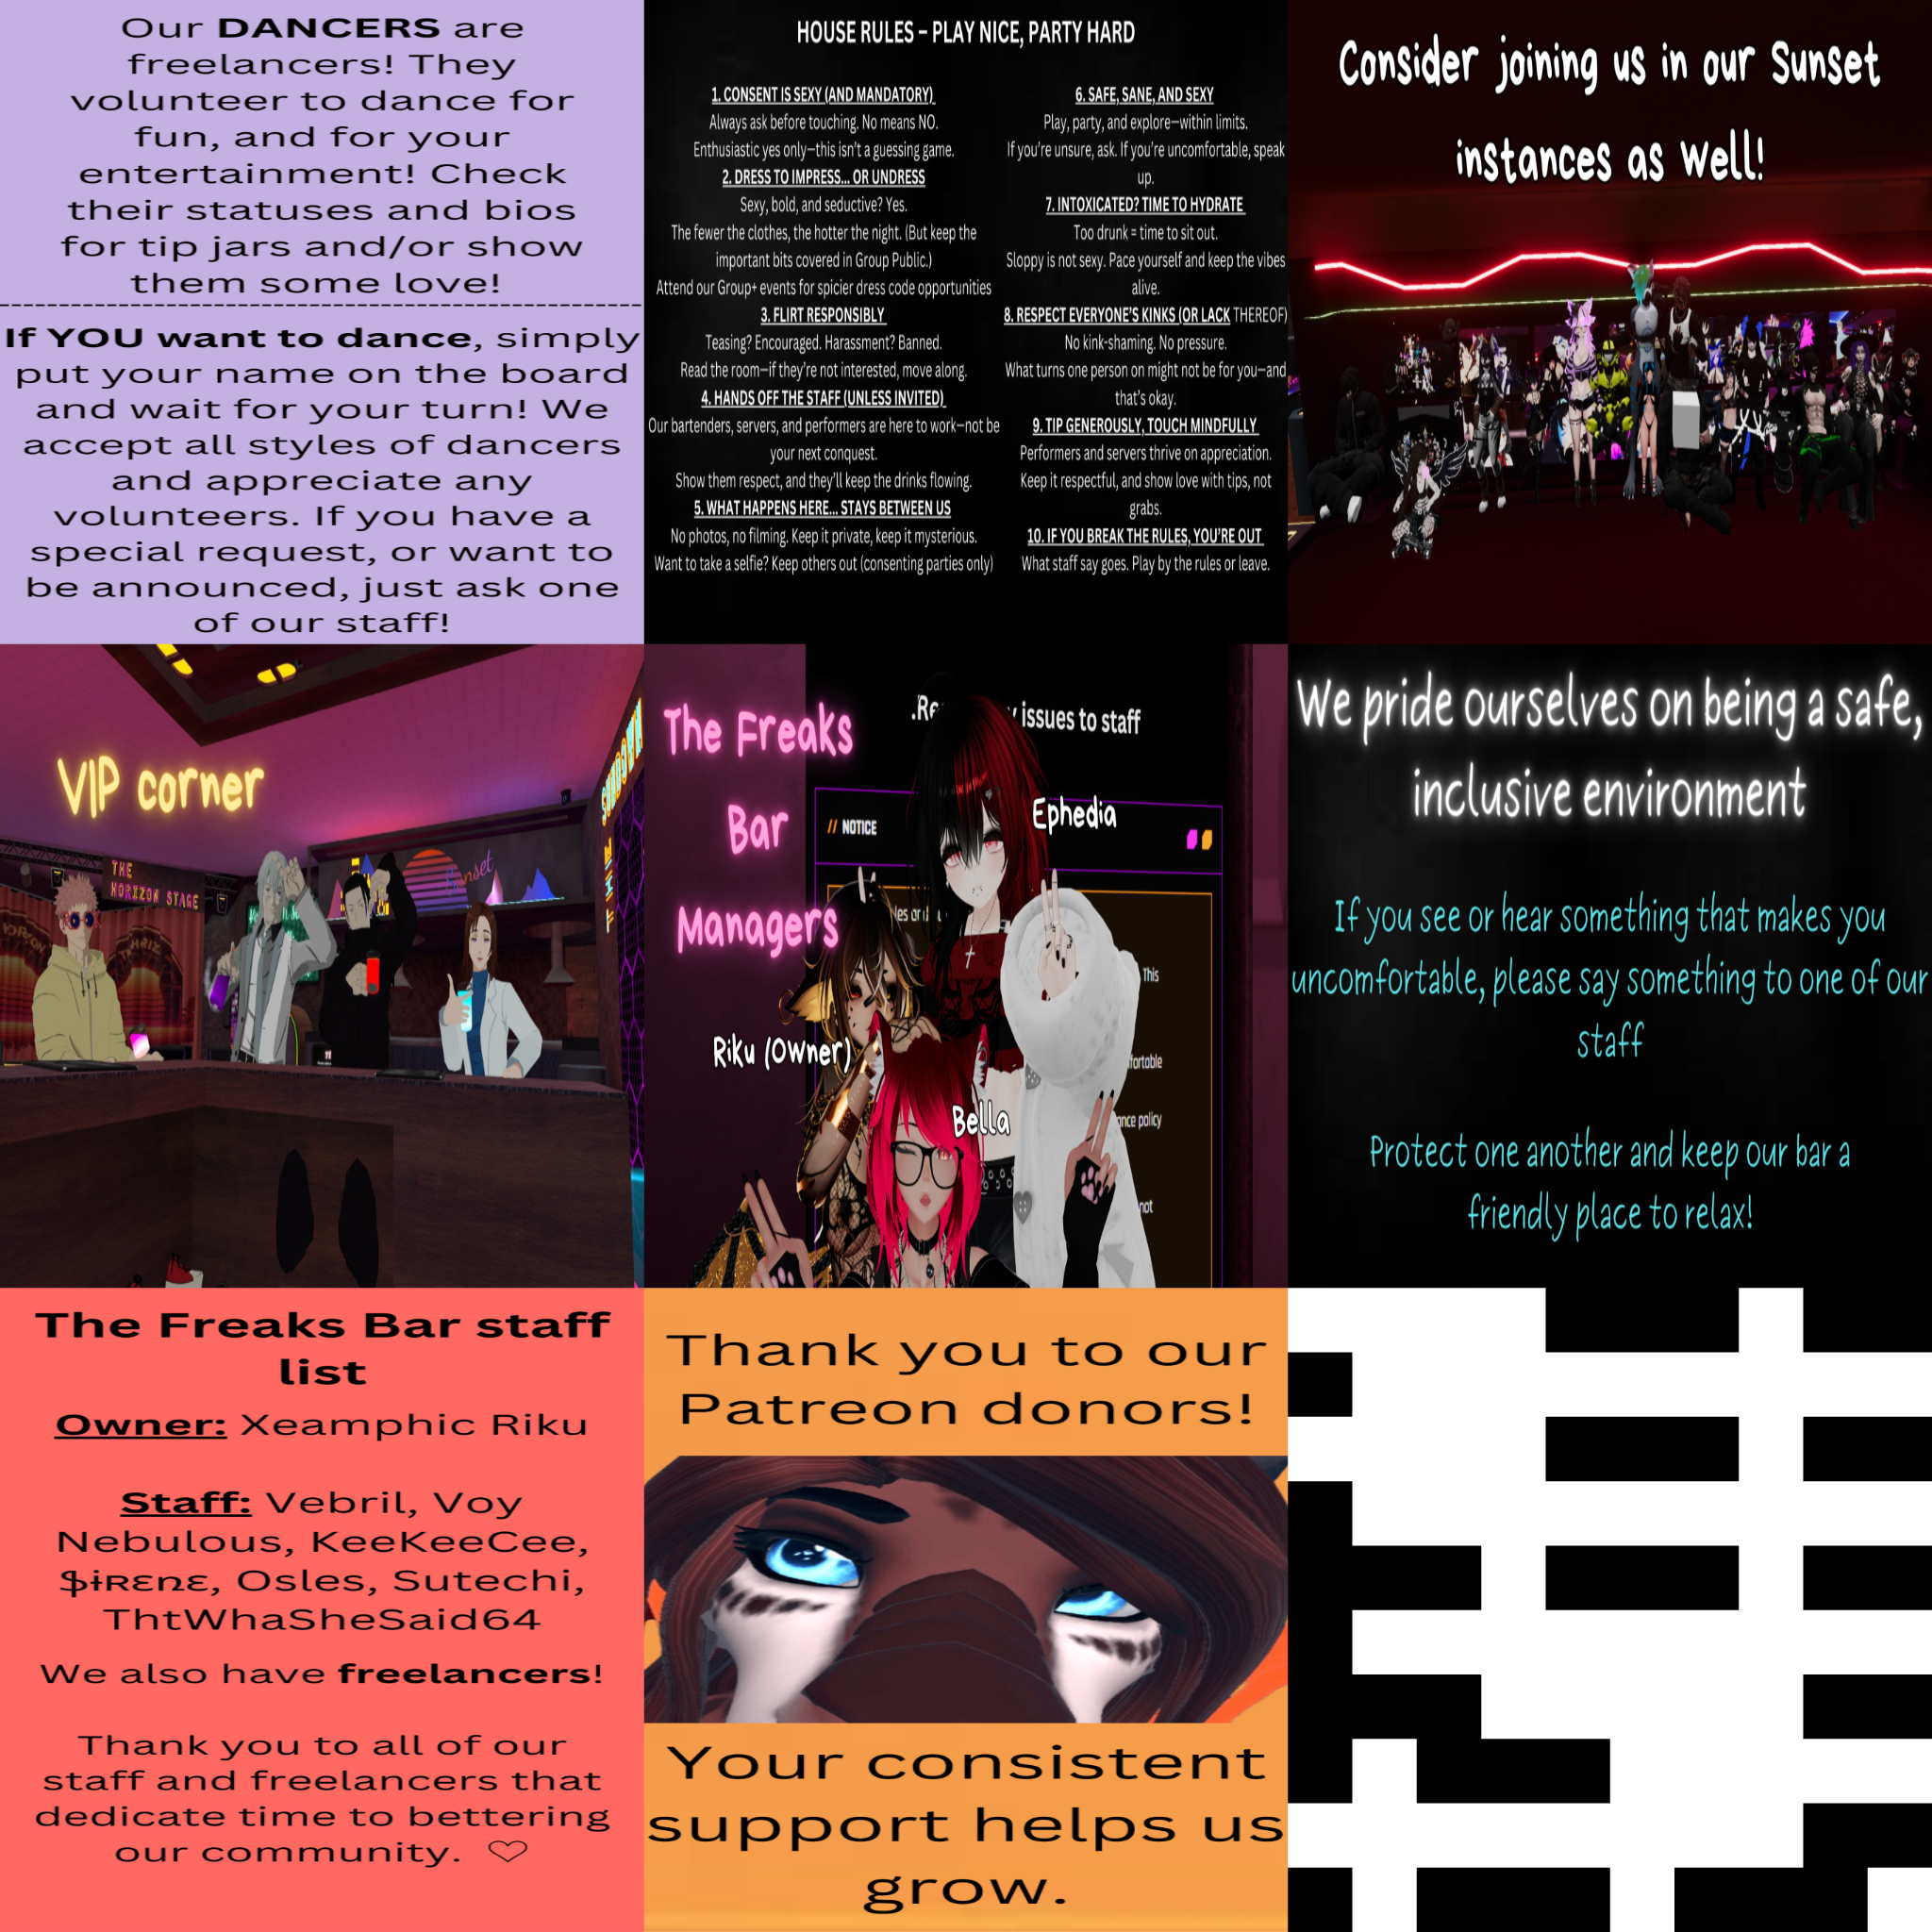 Our DANCERS are
freelancers! They
volunteer to dance for
fun, and for your
entertainment! Check
their statuses and bios
for tip jars and/or show
them some love!
If YOU want to dance, simply
put your name on the board
and wait for your turn! We
accept all styles of dancers
and appreciate any
volunteers. If you have a
special request, or want to
be announced, just ask one
of our staff!
HOUSE RULES – PLAY NICE, PARTY HARD
1. CONSENT IS SEXY (AND MANDATORY)
Always ask before touching. No means NO.
Enthusiastic yes only—this isn't a guessing game.
2. DRESS TO IMPRESS... OR UNDRESS
Sexy, bold, and seductive? Yes.
The fewer the clothes, the hotter the night. (But keep the
important bits covered in Group Public.)
Attend our Group+ events for spicier dress code opportunities
3. FLIRT RESPONSIBLY
Teasing? Encouraged. Harassment? Banned.
Read the room—if they're not interested, move along.
4. HANDS OFF THE STAFF (UNLESS INVITED)
Our bartenders, servers, and performers are here to work—not be
your next conquest.
Show them respect, and they'll keep the drinks flowing.
5. WHAT HAPPENS HERE... STAYS BETWEEN US
No photos, no filming. Keep it private, keep it mysterious.
Want to take a selfie? Keep others out (consenting parties only)
6. SAFE, SANE, AND SEXY
Play, party, and explore—within limits.
If you're unsure, ask. If you're uncomfortable, speak
up.
7. INTOXICATED? TIME TO HYDRATE
Too drunk = time to sit out.
Sloppy is not sexy. Pace yourself and keep the vibes
alive.
8. RESPECT EVERYONE'S KINKS (OR LACK THEREOF)
No kink-shaming. No pressure.
What turns one person on might not be for you—and
that's okay.
9. TIP GENEROUSLY, TOUCH MINDFULLY
Performers and servers thrive on appreciation.
Keep it respectful, and show love with tips, not
grabs.
10. IF YOU BREAK THE RULES, YOU'RE OUT
What staff say goes. Play by the rules or leave.
Consider joining us in our Sunset
instances as Well!
VIP corner
THE
HORIZON STAGE
Sunset
The Freaks
Bar
Managers
issues to staff
// NOTICE
Ephedia
This
Riku (Owner)
Bella
policy
We pride ourselves on being a safe,
inclusive environment
If you see or hear something that makes you
uncomfortable, please say something to one of our
staff
Protect one another and keep our bar a
friendly place to relax!
The Freaks Bar staff
list
Owner: Xeamphic Riku
Staff: Vebril, Voy
Nebulous, KeeKeeCee,
$ɨʀɛռɛ, Osles, Sutechi,
ThtWhaSheSaid64
We also have freelancers!
Thank you to all of our
staff and freelancers that
dedicate time to bettering
our community. ♡
Thank you to our
Patreon donors!
Your consistent
support helps us
grow.